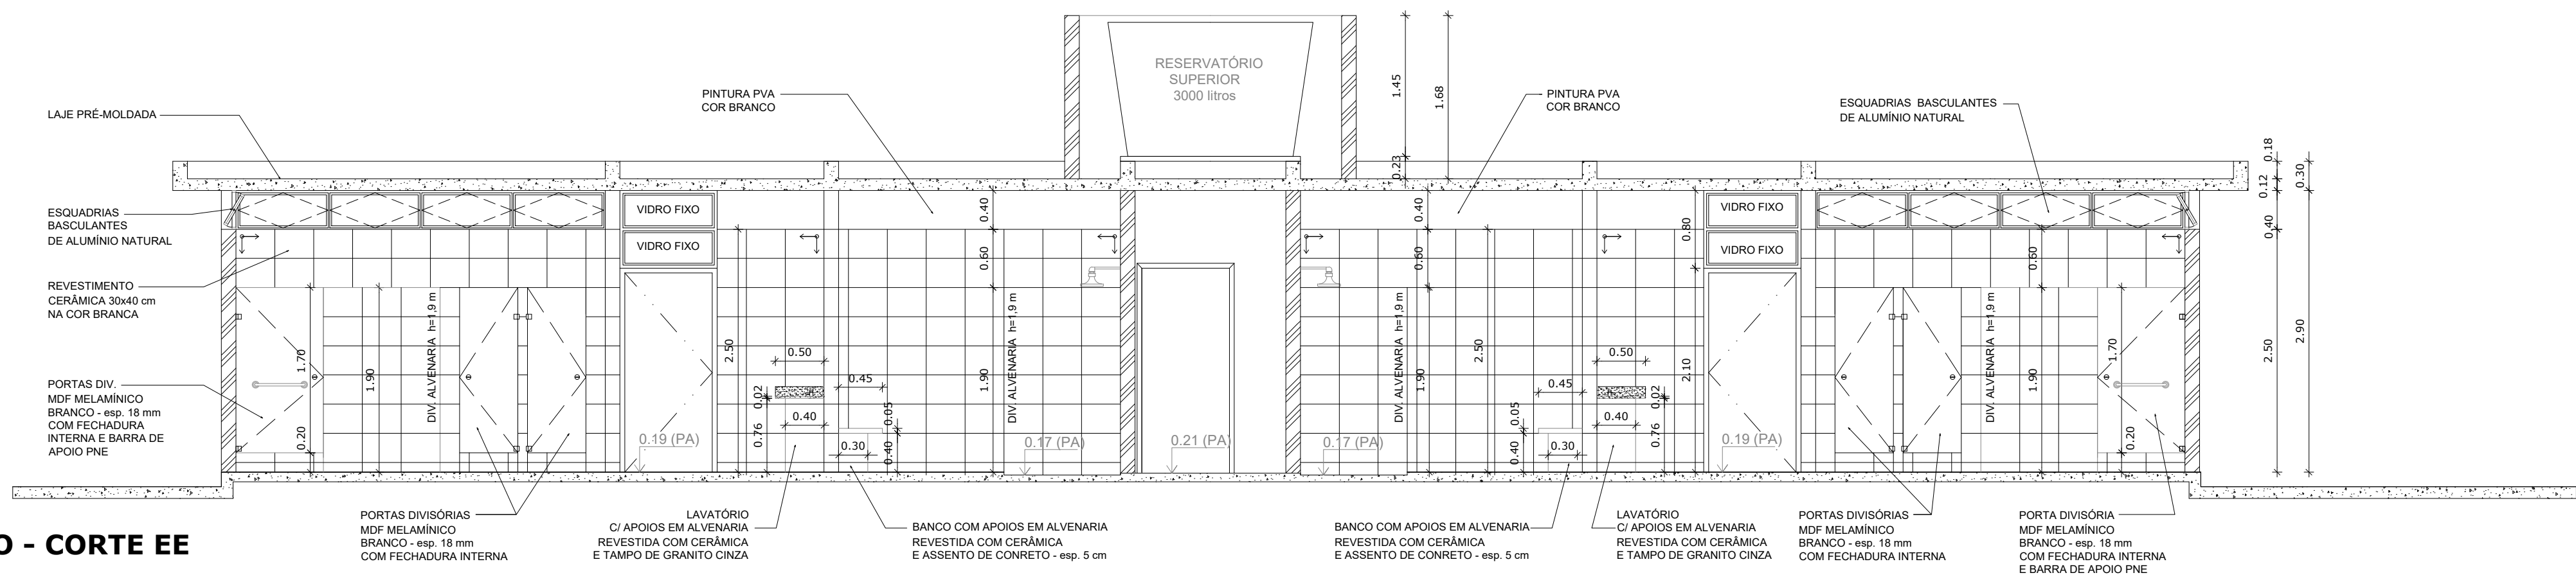 RESERVATÓRIO
SUPERIOR
3000 litros
1.45
1.68
0.23
LAJE PRÉ-MOLDADA
PINTURA PVA
COR BRANCO
PINTURA PVA
COR BRANCO
ESQUADRIAS BASCULANTES
DE ALUMÍNIO NATURAL
0.18
0.12
0.30
0.40
2.50
2.90
ESQUADRIAS
BASCULANTES
DE ALUMÍNIO NATURAL
REVESTIMENTO
CERÂMICA 30x40 cm
NA COR BRANCA
PORTAS DIV.
MDF MELAMÍNICO
BRANCO - esp. 18 mm
COM FECHADURA
INTERNA E BARRA DE
APOIO PNE
1.70
0.20
1.90
DIV. ALVENARIA h=1,9 m
VIDRO FIXO
VIDRO FIXO
0.19 (PA)
2.50
0.50
0.02
0.76
0.40
0.45
0.30
0.05
0.40
0.40
0.60
1.90
DIV. ALVENARIA h=1,9 m
0.17 (PA)
0.21 (PA)
0.17 (PA)
DIV. ALVENARIA h=1,9 m
0.40
0.60
1.90
2.50
0.45
0.05
0.40
0.30
0.50
0.40
0.02
0.76
0.80
2.10
VIDRO FIXO
VIDRO FIXO
0.19 (PA)
DIV. ALVENARIA h=1,9 m
0.60
1.90
1.70
0.20
PORTAS DIVISÓRIAS
MDF MELAMÍNICO
BRANCO - esp. 18 mm
COM FECHADURA INTERNA
LAVATÓRIO
C/ APOIOS EM ALVENARIA
REVESTIDA COM CERÂMICA
E TAMPO DE GRANITO CINZA
BANCO COM APOIOS EM ALVENARIA
REVESTIDA COM CERÂMICA
E ASSENTO DE CONRETO - esp. 5 cm
BANCO COM APOIOS EM ALVENARIA
REVESTIDA COM CERÂMICA
E ASSENTO DE CONRETO - esp. 5 cm
LAVATÓRIO
C/ APOIOS EM ALVENARIA
REVESTIDA COM CERÂMICA
E TAMPO DE GRANITO CINZA
PORTAS DIVISÓRIAS
MDF MELAMÍNICO
BRANCO - esp. 18 mm
COM FECHADURA INTERNA
PORTA DIVISÓRIA
MDF MELAMÍNICO
BRANCO - esp. 18 mm
COM FECHADURA INTERNA
E BARRA DE APOIO PNE
O - CORTE EE